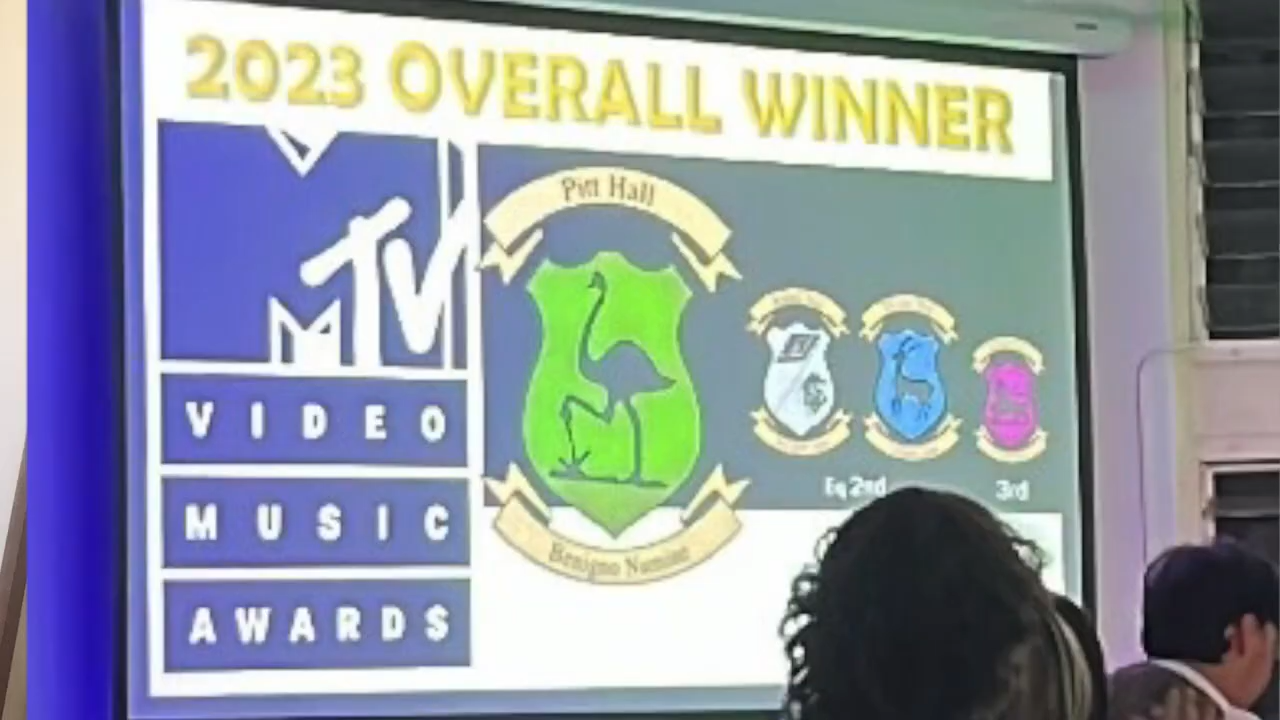 2023 OVERALL WINNER
MTV
VIDEO
MUSIC
AWARDS
Pitt Hall
Benigno Numine
Eq 2nd
3rd